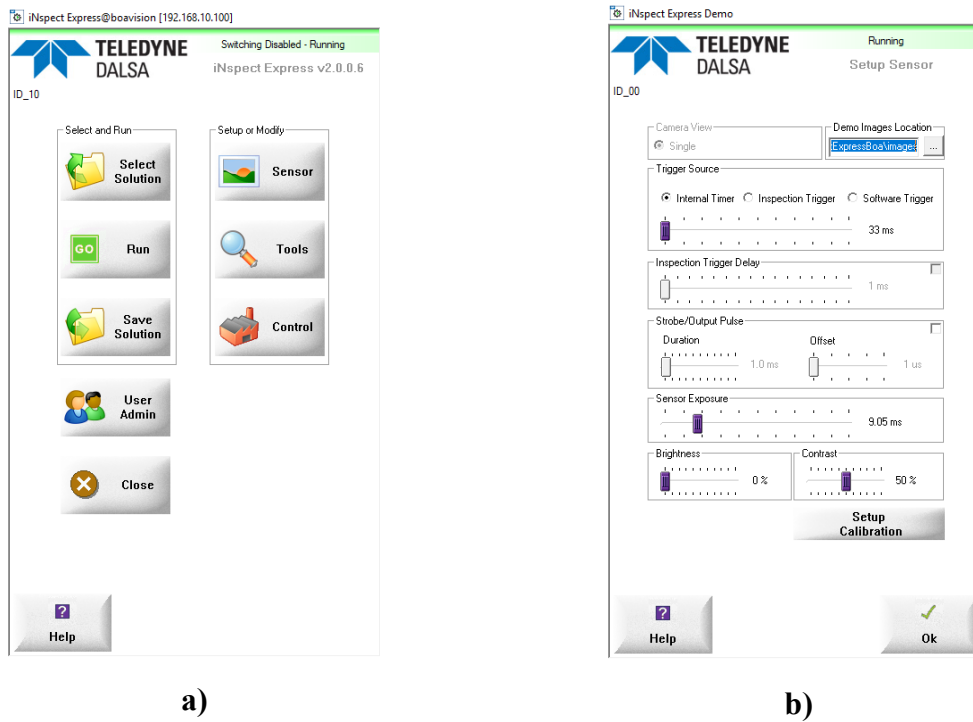 iNspect Express@boavision [192.168.10.100]
TELEDYNE
DALSA
Switching Disabled - Running
iNspect Express v2.0.0.6
ID_10
Select and Run
Select
Solution
GO
Run
Save
Solution
Setup or Modify
Sensor
Tools
Control
User
Admin
Close
?
Help
a)
iNspect Express Demo
TELEDYNE
DALSA
Running
Setup Sensor
ID_00
Camera View
Single
Demo Images Location
:ExpressBoa\images
...
Trigger Source
Internal Timer Inspection Trigger Software Trigger
33 ms
Inspection Trigger Delay
1 ms
Strobe/Output Pulse
Duration Offset
1.0 ms 1 us
Sensor Exposure
9.05 ms
Brightness
0 %
Contrast
50 %
Setup
Calibration
?
Help
Ok
b)